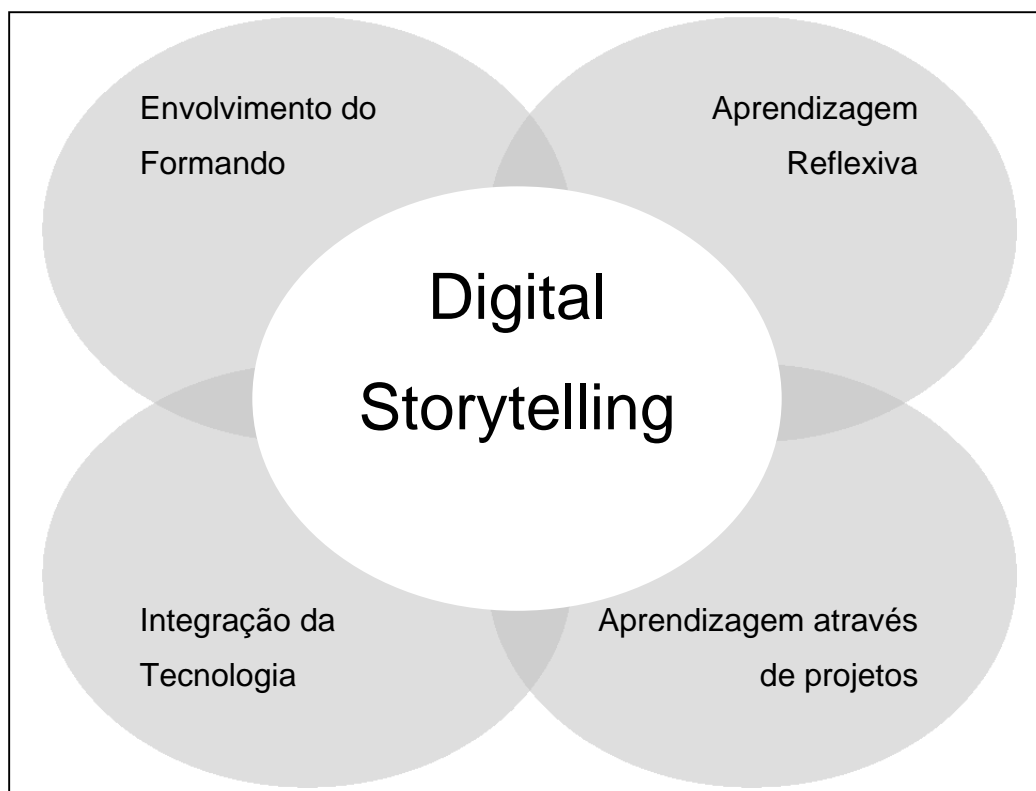 Envolvimento do
Formando
Aprendizagem
Reflexiva
Digital
Storytelling
Integração da
Tecnologia
Aprendizagem através
de projetos